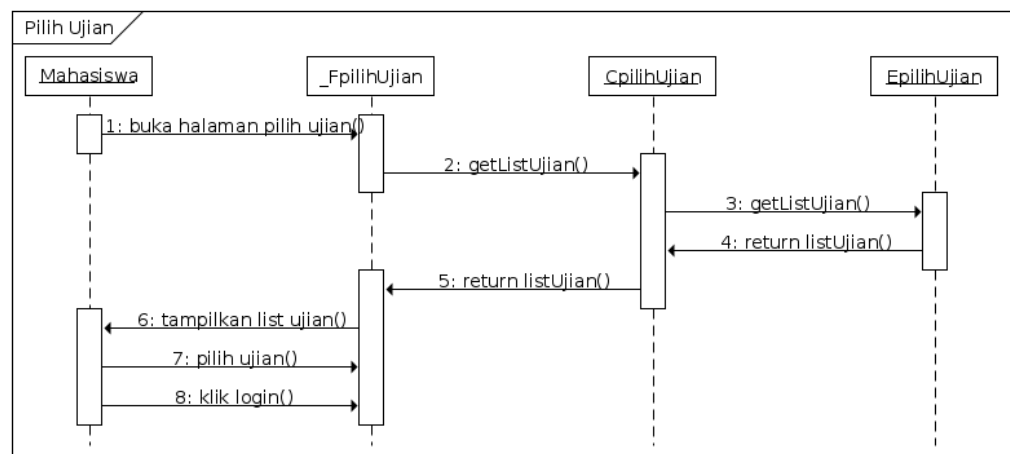 Pilih Ujian
Mahasiswa
_FpilihUjian
CpilihUjian
EpilihUjian
1: buka halaman pilih ujian()
2: getListUjian()
3: getListUjian()
4: return listUjian()
5: return listUjian()
6: tampilkan list ujian()
7: pilih ujian()
8: klik login()